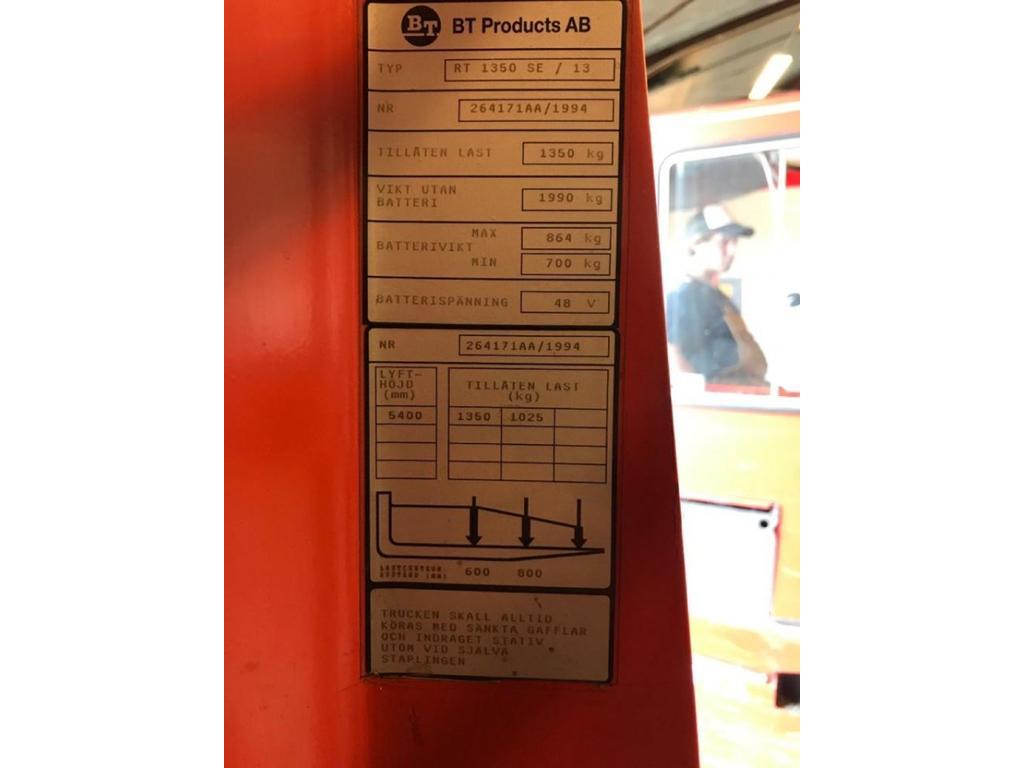 BT BT Products AB
TYP RT 1350 SE / 13
NR 264171AA/1994
TILLÅTEN LAST 1350 kg
VIKT UTAN
BATTERI 1990 kg
BATTERIVIKT MAX 864 kg
MIN 700 kg
BATTERISPÄNNING 48 V
NR 264171AA/1994
LYFT-
HÖJD
(mm)
TILLÅTEN LAST
(kg)
5400 1350 1025
600 800
TRUCKEN SKALL ALLTID
KÖRAS MED SÄNKTA GAFFLAR
OCH INDRAGET STATIV
UTOM VID SJÄLVA
STAPLINGEN